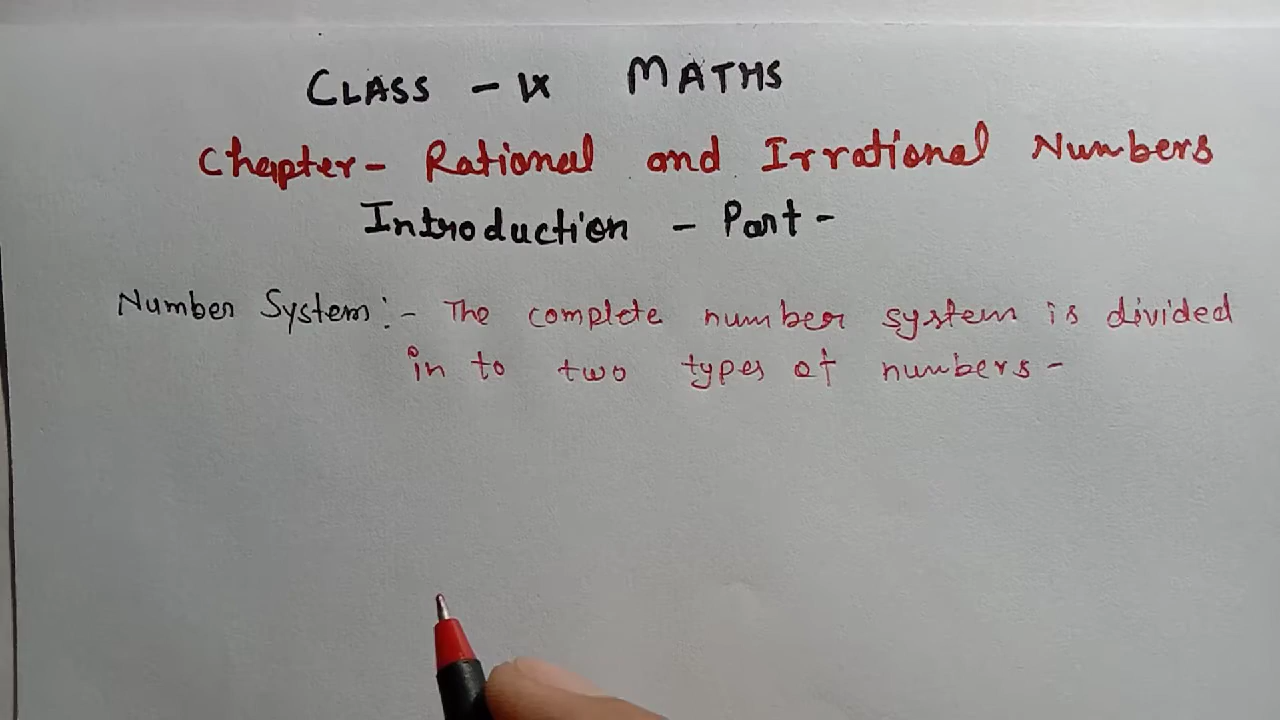 CLASS - IX MATHS
Chapter- Rational and Irrational Numbers
Introduction - Part -
Number System:- The complete number system is divided
in to two types of numbers -